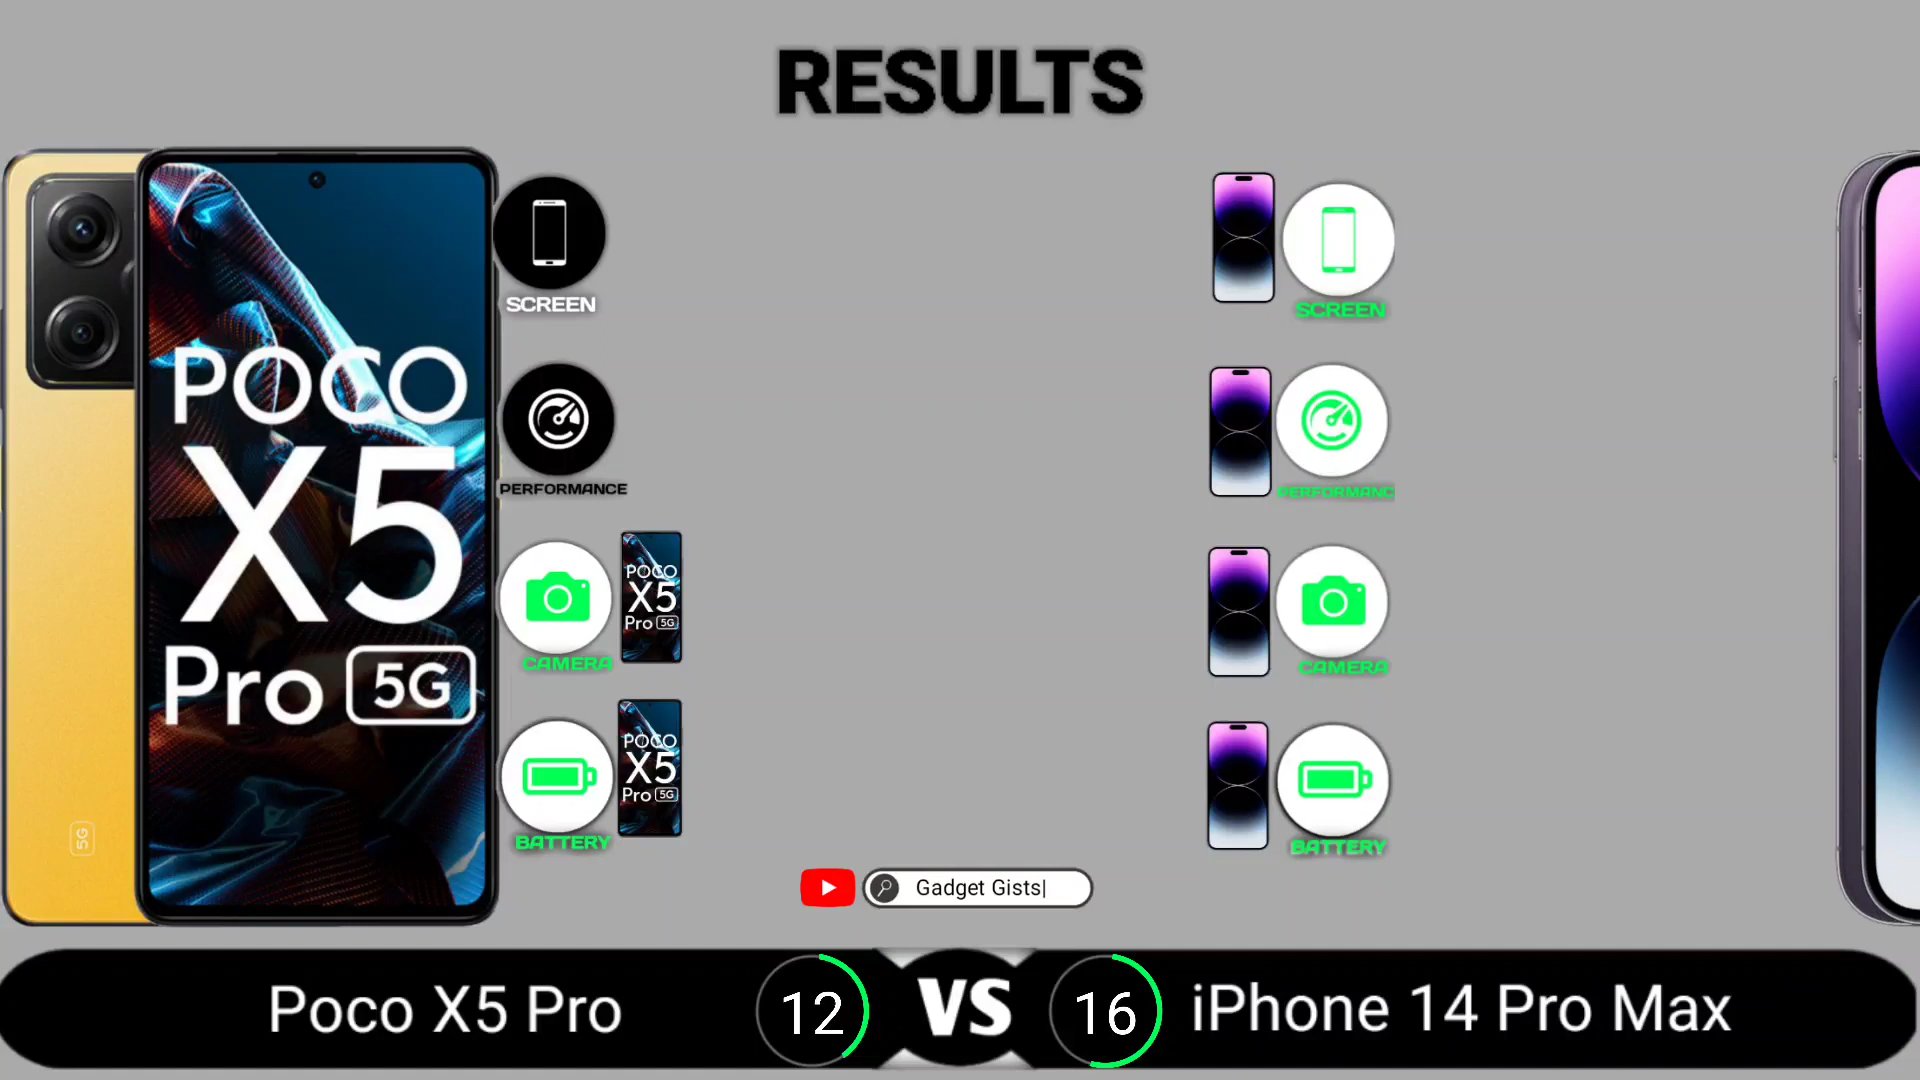 RESULTS
POCO
X5
Pro 5G
5G
SCREEN
PERFORMANCE
CAMERA
POCO
X5
Pro 5G
BATTERY
POCO
X5
Pro 5G
SCREEN
PERFORMANC
CAMERA
BATTERY
Gadget Gists|
Poco X5 Pro 12 VS 16 iPhone 14 Pro Max